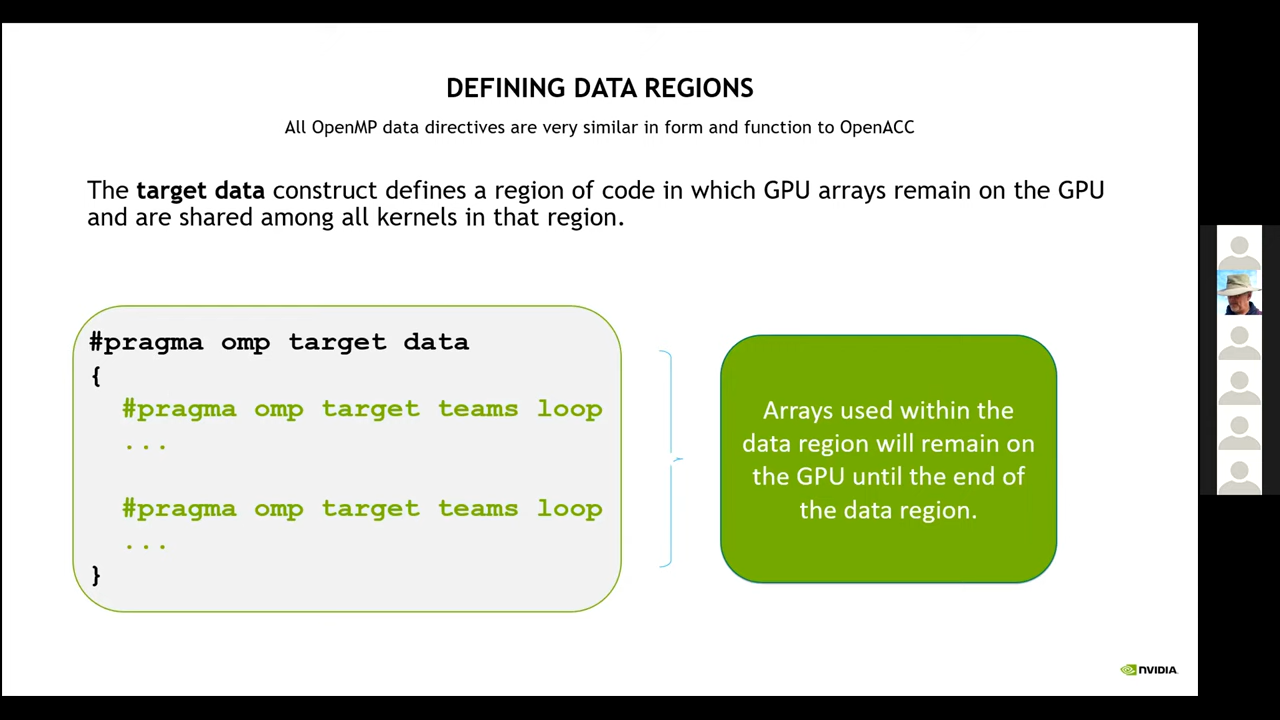 DEFINING DATA REGIONS
All OpenMP data directives are very similar in form and function to OpenACC
The target data construct defines a region of code in which GPU arrays remain on the GPU
and are shared among all kernels in that region.
#pragma omp target data
{
#pragma omp target teams loop
...
#pragma omp target teams loop
...
}
Arrays used within the
data region will remain on
the GPU until the end of
the data region.
NVIDIA